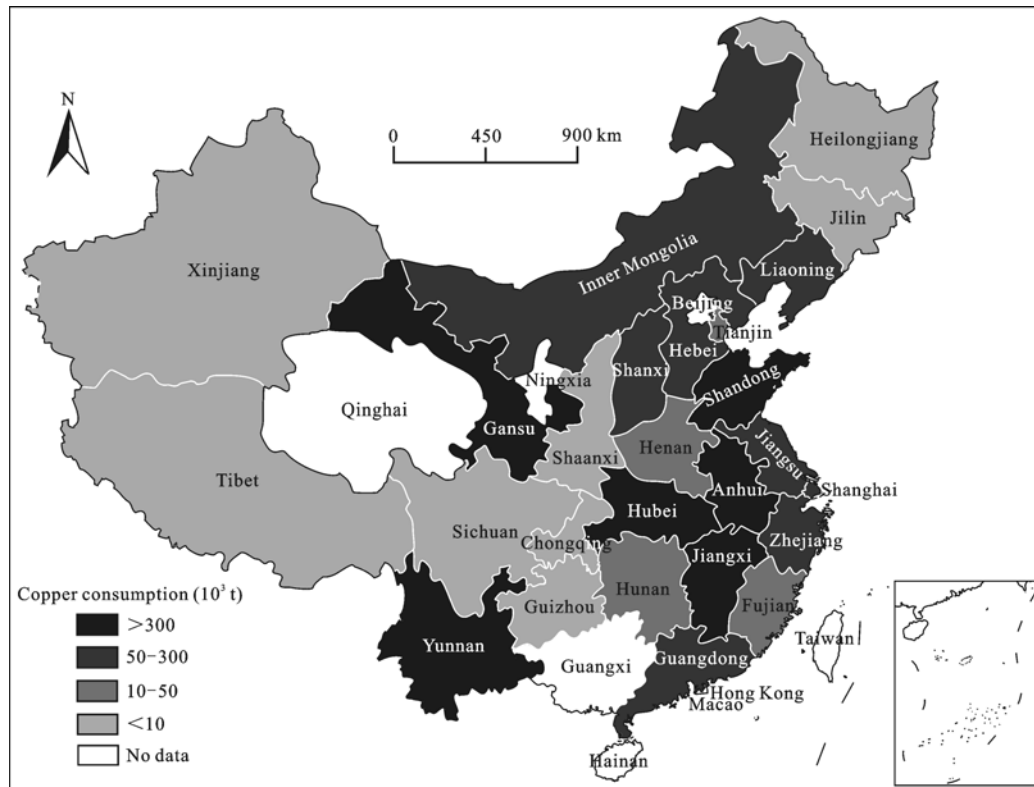 N
0 450 900 km
Heilongjiang
Jilin
Xinjiang
Inner Mongolia
Liaoning
Beijing
Tianjin
Hebei
Shanxi
Ningxia
Shandong
Qinghai
Gansu
Henan
Shaanxi
Jiangsu
Tibet
Anhui
Shanghai
Hubei
Sichuan
Zhejiang
Chongqing
Jiangxi
Hunan
Guizhou
Fujian
Copper consumption (10³ t)
>300
50-300
10-50
<10
No data
Yunnan
Taiwan
Guangxi
Guangdong
Hong Kong
Macao
Hainan